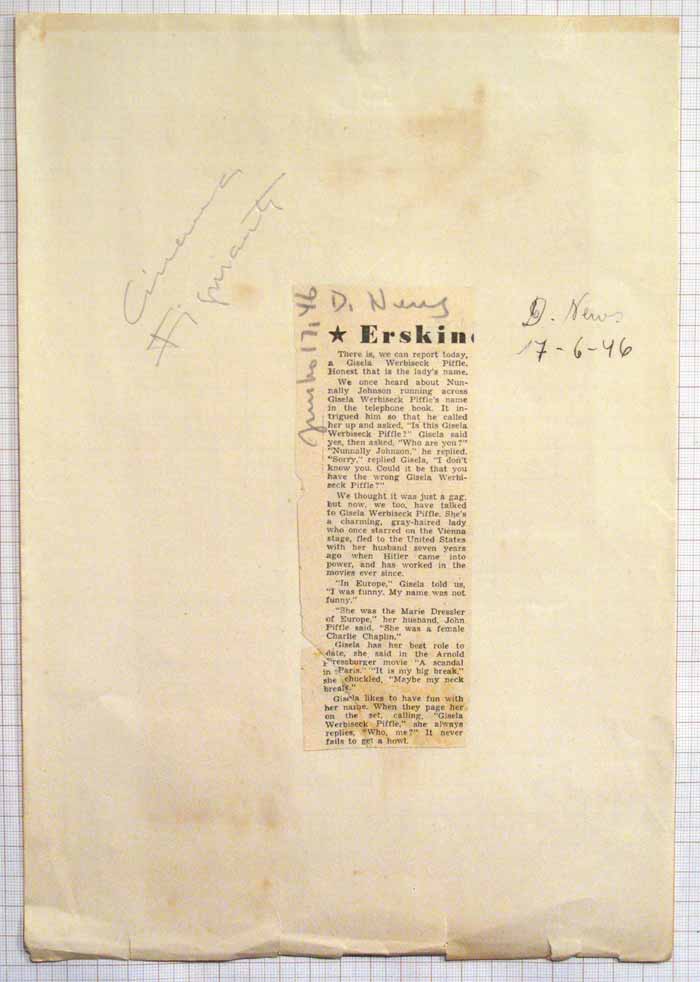 Cinema
Figurants
D. News
junho 17, 46
D. News
17-6-46
★ Erskin
There is, we can report today,
a Gisela Werbiseck Piffle.
Honest that is the lady's name.
We once heard about Nun-
nally Johnson running across
Gisela Werbiseck Piffle's name
in the telephone book. It in-
trigued him so that he called
her up and asked, "Is this Gisela
Werbiseck Piffle?" Gisela said
yes, then asked, "Who are you?"
"Nunnally Johnson," he replied.
"Sorry," replied Gisela, "I don't
know you. Could it be that you
have the wrong Gisela Werbi-
seck Piffle?"
We thought it was just a gag,
but now, we too, have talked
to Gisela Werbiseck Piffle. She's
a charming, gray-haired lady
who once starred on the Vienna
stage, fled to the United States
with her husband seven years
ago when Hitler came into
power, and has worked in the
movies ever since.
"In Europe," Gisela told us,
"I was funny. My name was not
funny."
"She was the Marie Dressler
of Europe," her husband, John
Piffle said. "She was a female
Charlie Chaplin."
Gisela has her best role to
date, she said in the Arnold
Pressburger movie "A scandal
in Paris." "It is my big break,"
she chuckled, "Maybe my neck
breaks."
Gisela likes to have fun with
her name. When they page her
on the set, calling, "Gisela
Werbiseck Piffle," she always
replies, "Who, me?" It never
fails to get a howl.